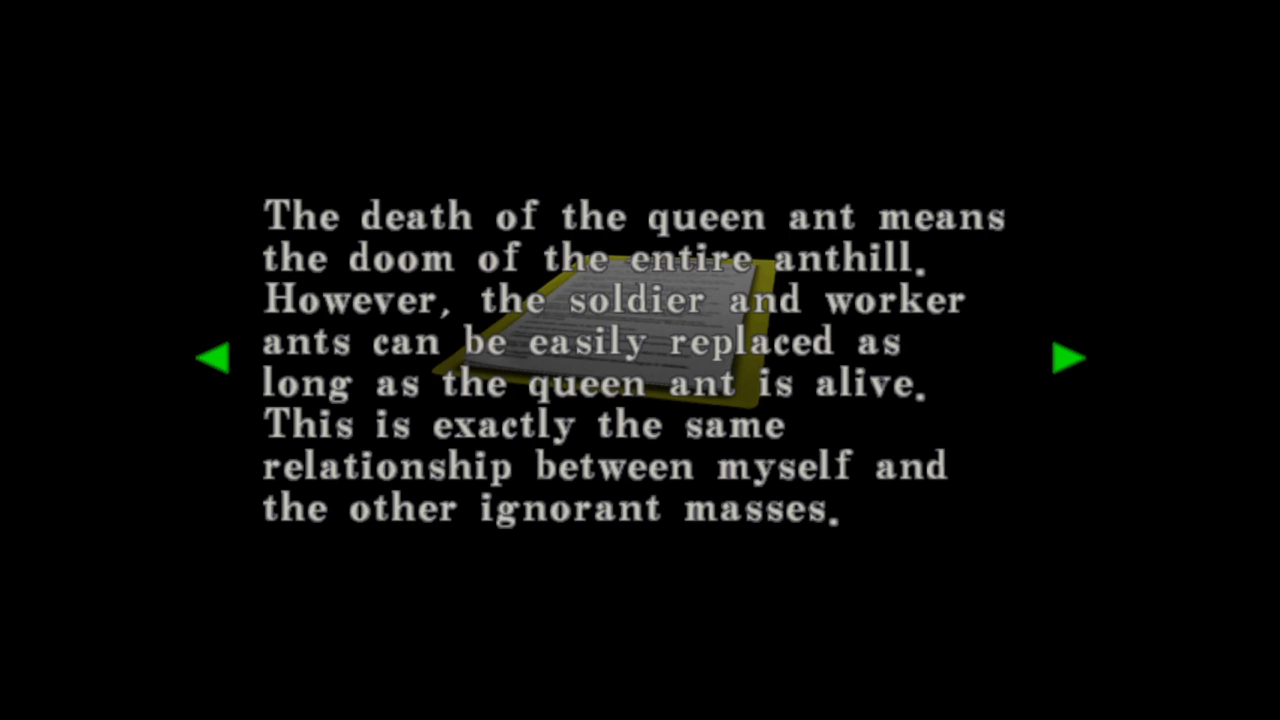 The death of the queen ant means
the doom of the entire anthill.
However, the soldier and worker
ants can be easily replaced as
long as the queen ant is alive.
This is exactly the same
relationship between myself and
the other ignorant masses.